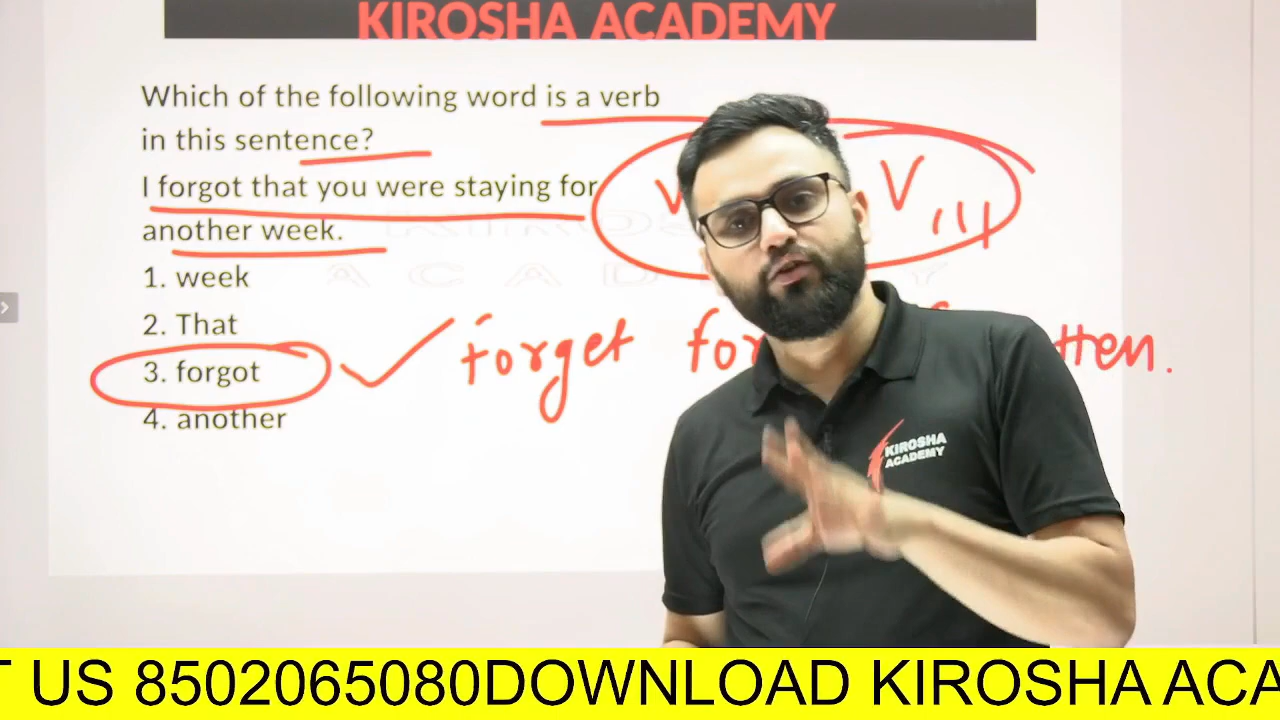 KIROSHA ACADEMY
Which of the following word is a verb
in this sentence?
I forgot that you were staying for
another week.
V V III
1. week
2. That
3. forgot
4. another
forget
KIROSHA
ACADEMY
T US 8502065080DOWNLOAD KIROSHA ACA